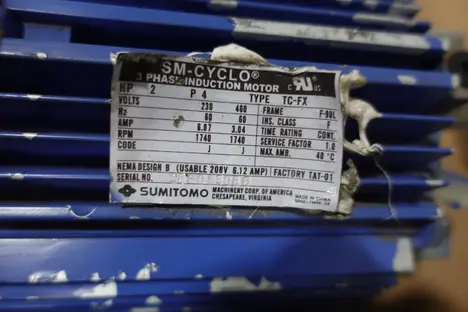 SM-CYCLO®
3 PHASE INDUCTION MOTOR
c RU US
HP 2 P 4 TYPE TC-FX
VOLTS 230 460 FRAME F-90L
Hz 60 60 INS. CLASS F
AMP 6.07 3.04 TIME RATING CONT.
RPM 1740 1740 SERVICE FACTOR 1.0
CODE J J MAX. AMB. 40 °C
NEMA DESIGN B (USABLE 208V 6.12 AMP) FACTORY TAT-01
SERIAL NO.
SUMITOMO MACHINERY CORP. OF AMERICA
CHESAPEAKE, VIRGINIA
MADE IN CHINA